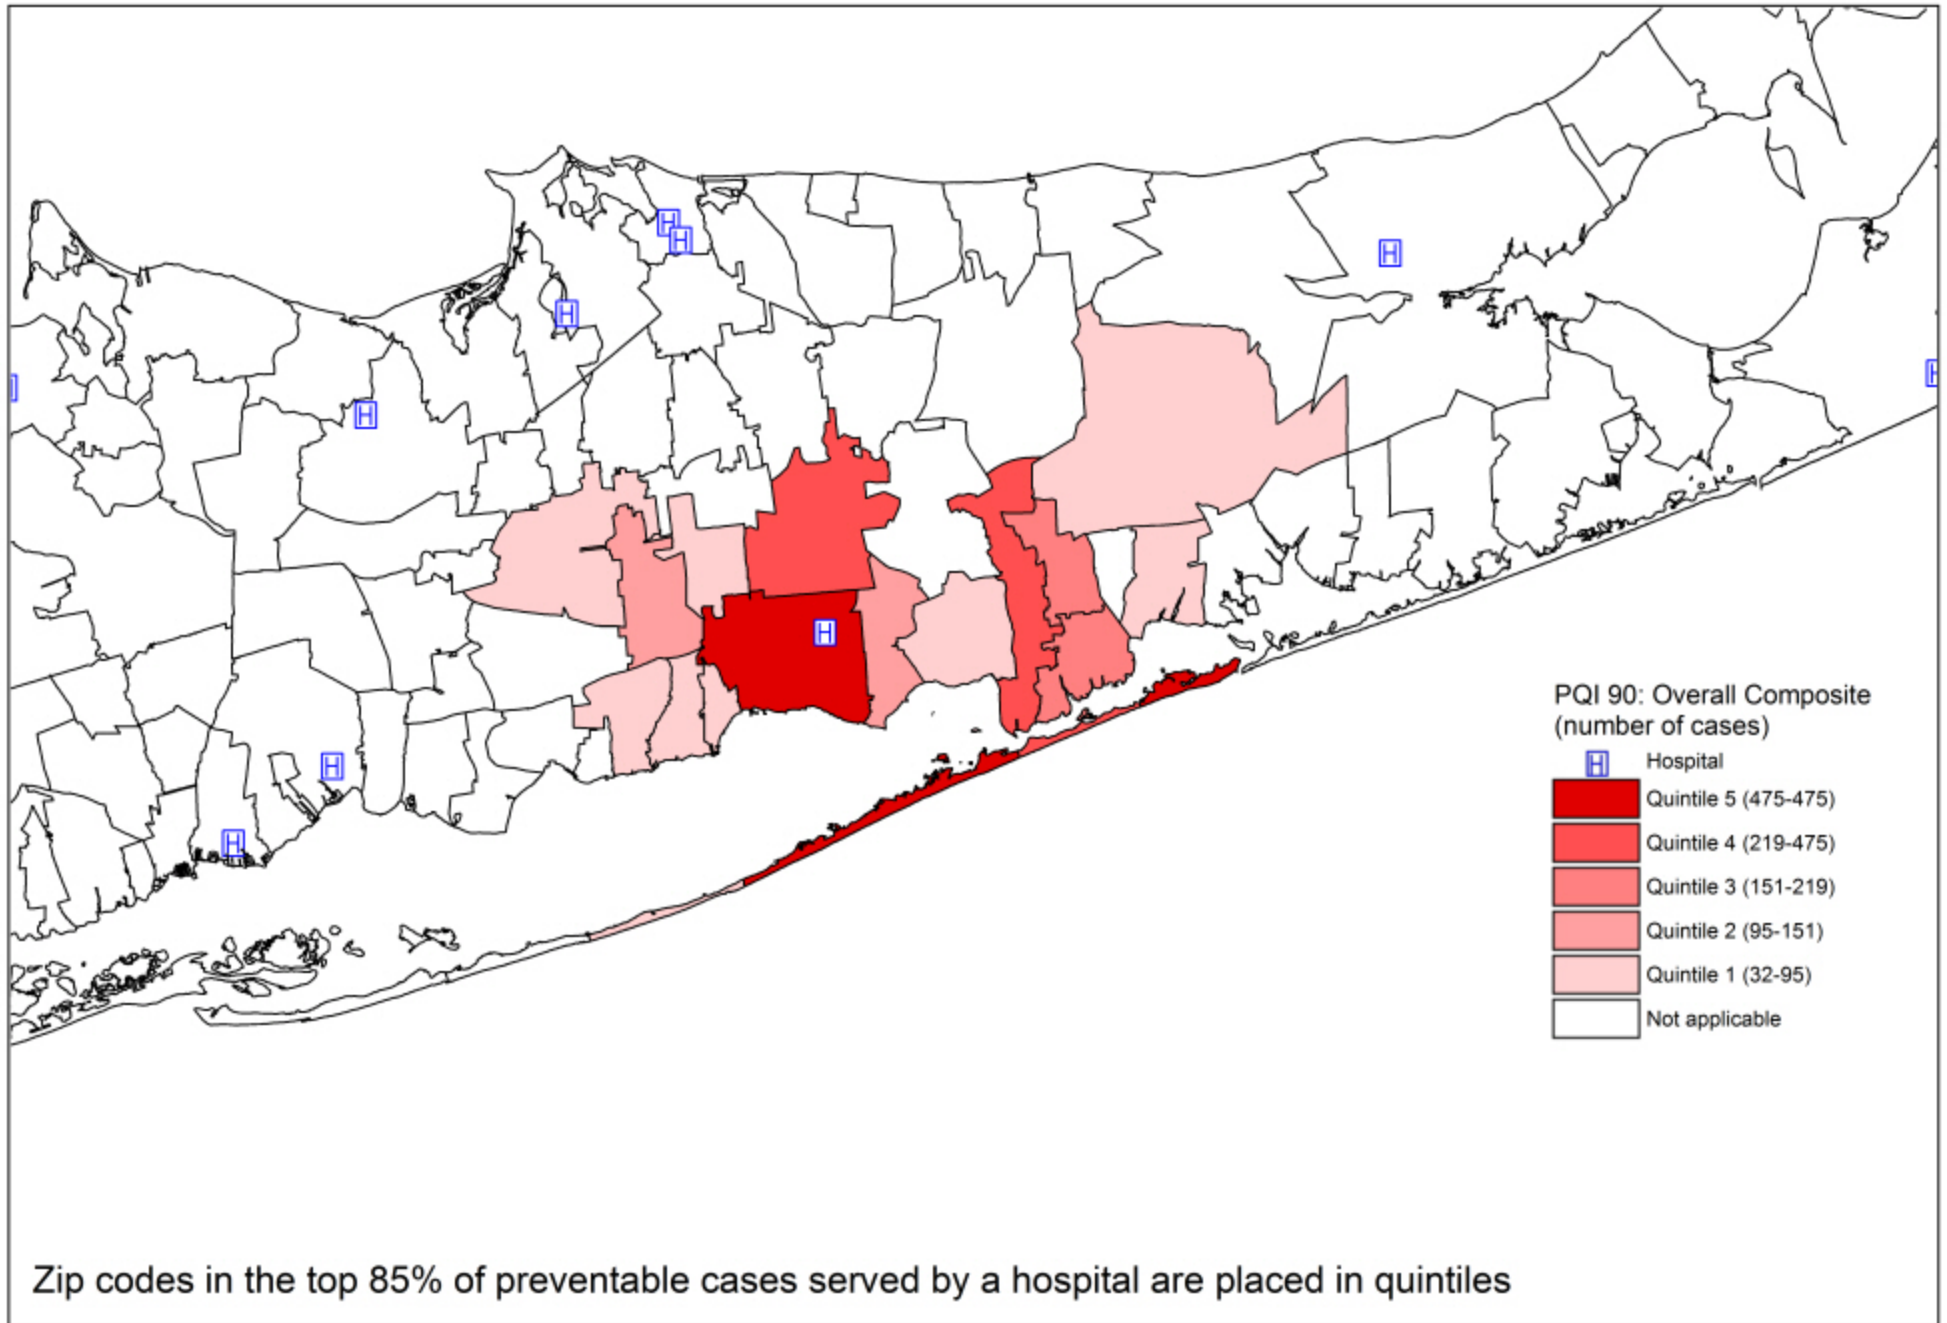 H
H
H
H
H
H
H
H
H
H
PQI 90: Overall Composite
(number of cases)
H Hospital
Quintile 5 (475-475)
Quintile 4 (219-475)
Quintile 3 (151-219)
Quintile 2 (95-151)
Quintile 1 (32-95)
Not applicable
Zip codes in the top 85% of preventable cases served by a hospital are placed in quintiles